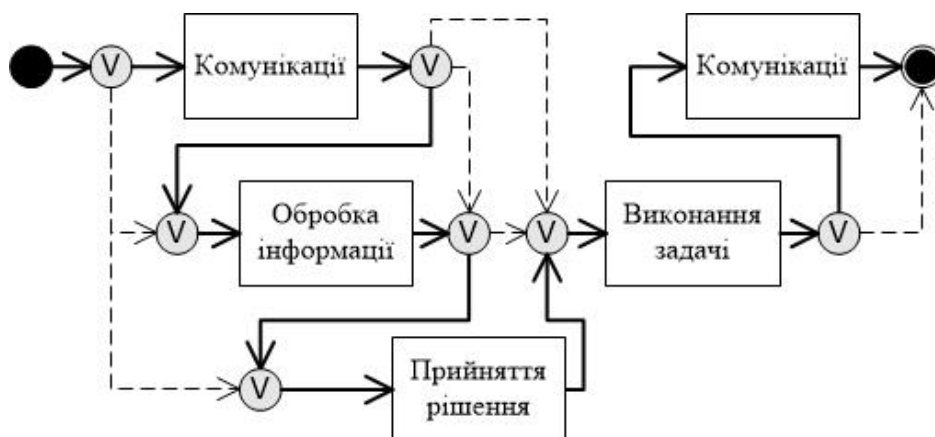 V
Комунікації
V
Комунікації
V
Обробка
інформації
V
V
Виконання
задачі
V
V
Прийняття
рішення